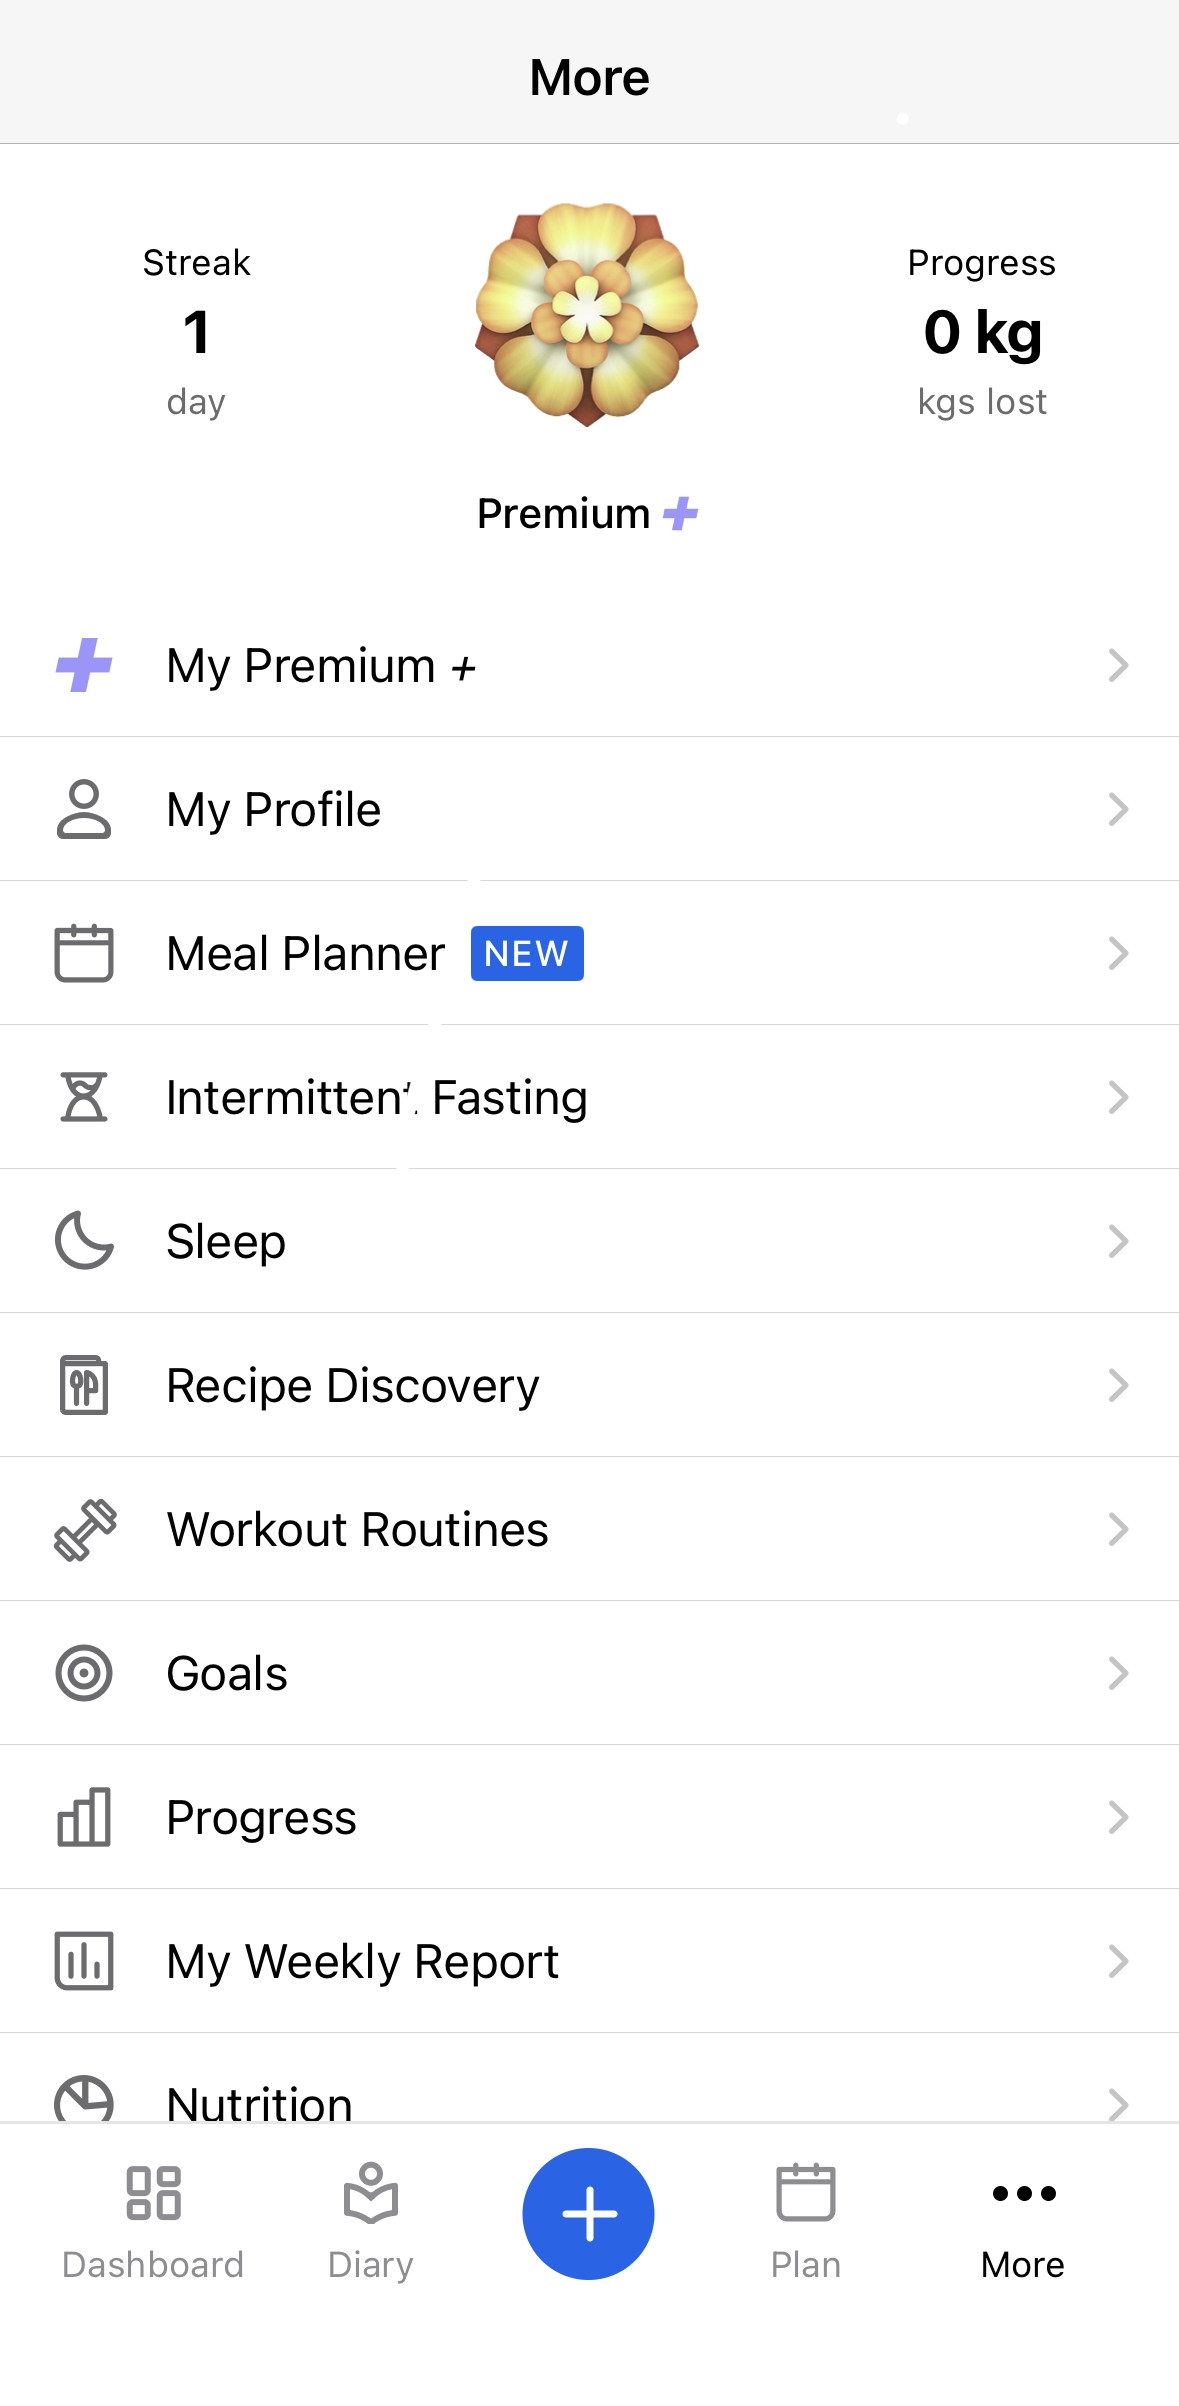 More
Streak
1
day
Progress
0 kg
kgs lost
Premium +
My Premium +
My Profile
Meal Planner NEW
Intermittent Fasting
Sleep
Recipe Discovery
Workout Routines
Goals
Progress
My Weekly Report
Nutrition
Dashboard
Diary
Plan
More